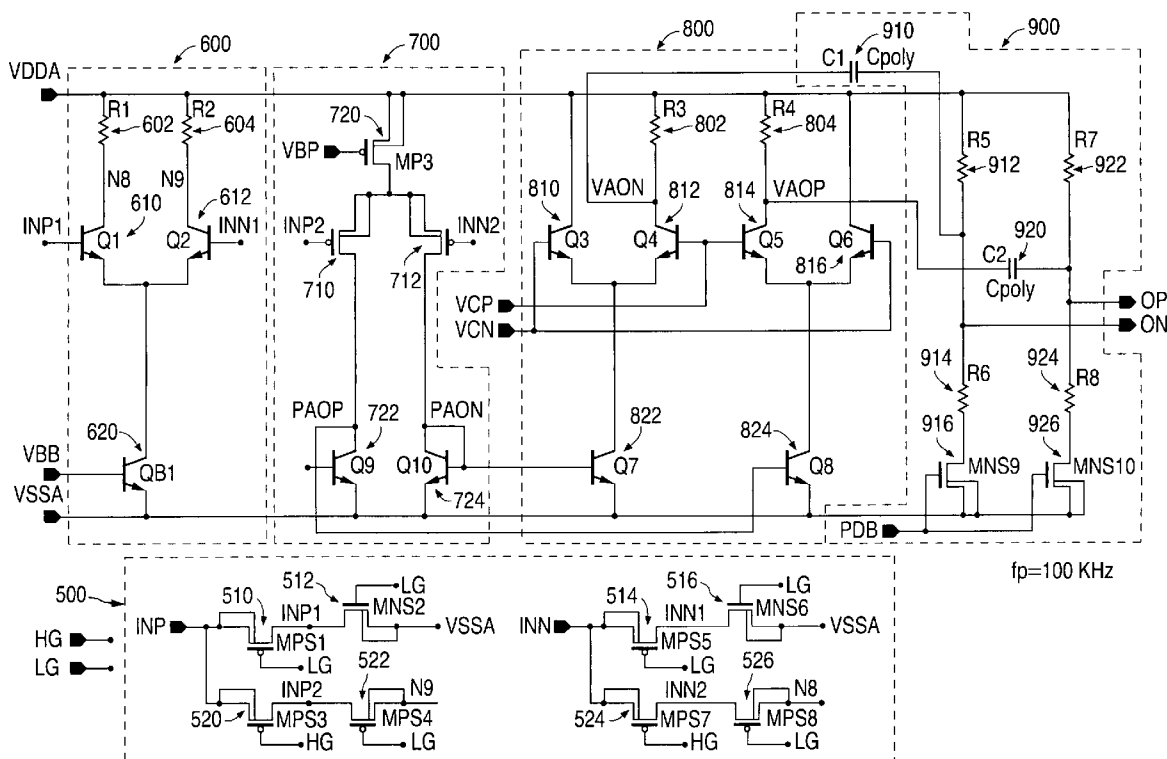 600
700
800
910
900
C1 Cpoly
VDDA
R1
602
R2
604
720
VBP
MP3
R3
802
R4
804
R5
912
R7
922
N8
N9
610
612
INP1
Q1
Q2
INN1
INP2
INN2
710
712
VAON
VAOP
810
812
814
Q3
Q4
Q5
Q6
816
920
C2
Cpoly
VCP
VCN
OP
ON
914
R6
924
R8
PAOP
PAON
620
722
822
824
916
926
VBB
QB1
Q9
Q10
724
Q7
Q8
MNS9
MNS10
VSSA
PDB
fp=100 KHz
500
510
512
LG
514
516
LG
INP
INP1
MNS2
VSSA
INN
INN1
MNS6
VSSA
HG
MPS1
MPS5
LG
LG
522
LG
526
INP2
N9
INN2
N8
520
MPS3
MPS4
524
MPS7
MPS8
HG
LG
HG
LG